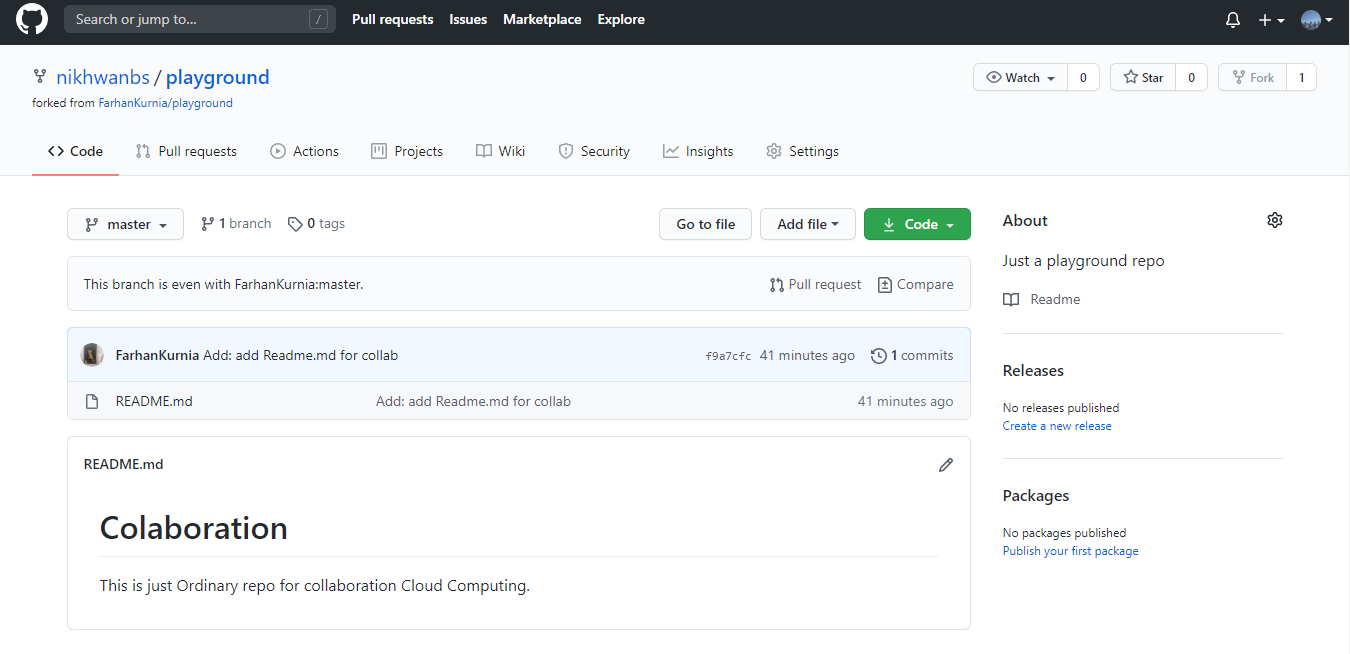 Search or jump to... / Pull requests Issues Marketplace Explore
nikhwanbs / playground Watch 0 Star 0 Fork 1
forked from FarhanKurnia/playground
Code Pull requests Actions Projects Wiki Security Insights Settings
master 1 branch 0 tags Go to file Add file Code
This branch is even with FarhanKurnia:master. Pull request Compare
FarhanKurnia Add: add Readme.md for collab f9a7cfc 41 minutes ago 1 commits
README.md Add: add Readme.md for collab 41 minutes ago
README.md
Colaboration
This is just Ordinary repo for collaboration Cloud Computing.
About
Just a playground repo
Readme
Releases
No releases published
Create a new release
Packages
No packages published
Publish your first package